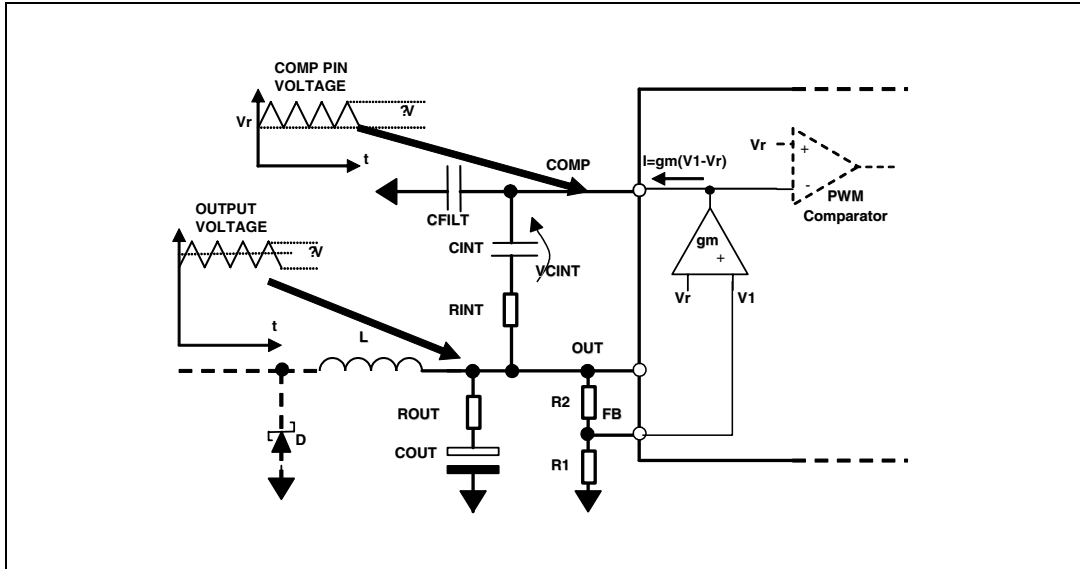 COMP PIN
VOLTAGE
?V
Vr
t
COMP
I=gm(V1-Vr)
Vr
+
-
PWM
Comparator
OUTPUT
VOLTAGE
?V
CFILT
CINT
VCINT
gm
+
Vr
V1
RINT
t
L
OUT
ROUT
R2
FB
D
COUT
R1